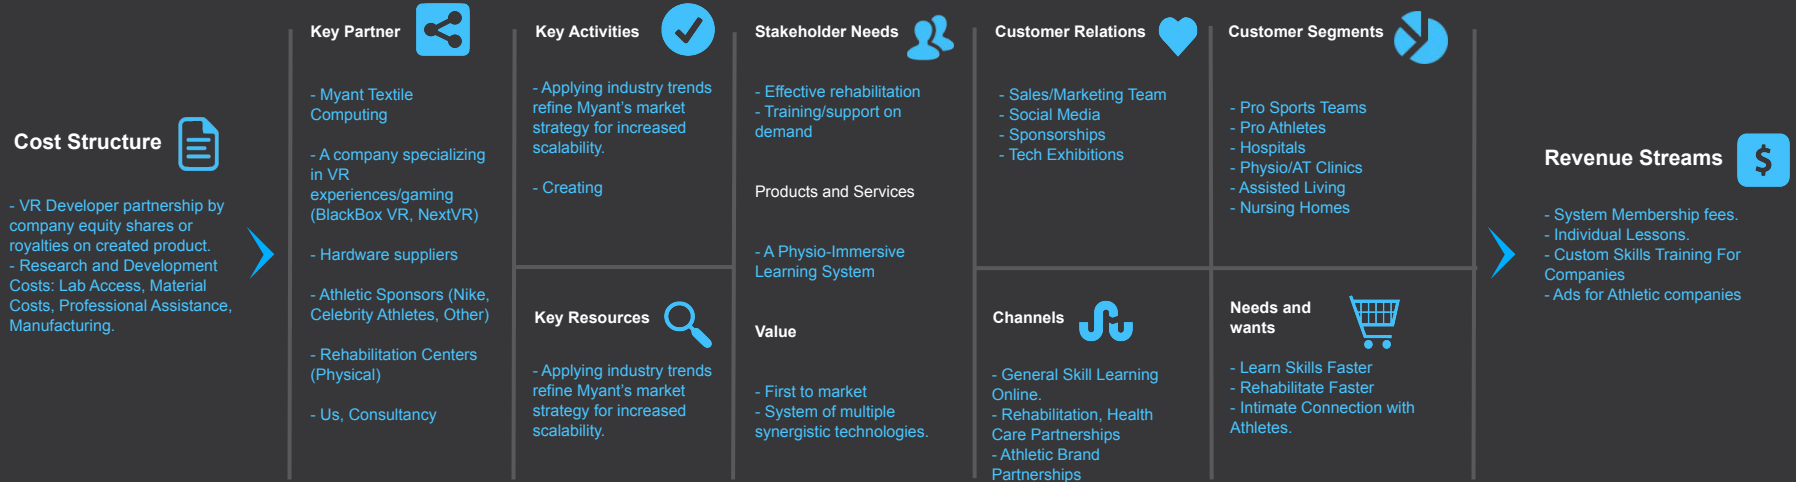 Cost Structure
- VR Developer partnership by
company equity shares or
royalties on created product.
- Research and Development
Costs: Lab Access, Material
Costs, Professional Assistance,
Manufacturing.
Key Partner
- Myant Textile
Computing
- A company specializing
in VR
experiences/gaming
(BlackBox VR, NextVR)
- Hardware suppliers
- Athletic Sponsors (Nike,
Celebrity Athletes, Other)
- Rehabilitation Centers
(Physical)
- Us, Consultancy
Key Activities
- Applying industry trends
refine Myant's market
strategy for increased
scalability.
- Creating
Key Resources
- Applying industry trends
refine Myant's market
strategy for increased
scalability.
Stakeholder Needs
- Effective rehabilitation
- Training/support on
demand
Products and Services
- A Physio-Immersive
Learning System
Value
- First to market
- System of multiple
synergistic technologies.
Customer Relations
- Sales/Marketing Team
- Social Media
- Sponsorships
- Tech Exhibitions
Channels
- General Skill Learning
Online.
- Rehabilitation, Health
Care Partnerships
- Athletic Brand
Partnerships
Customer Segments
- Pro Sports Teams
- Pro Athletes
- Hospitals
- Physio/AT Clinics
- Assisted Living
- Nursing Homes
Needs and
wants
- Learn Skills Faster
- Rehabilitate Faster
- Intimate Connection with
Athletes.
Revenue Streams
$
- System Membership fees.
- Individual Lessons.
- Custom Skills Training For
Companies
- Ads for Athletic companies